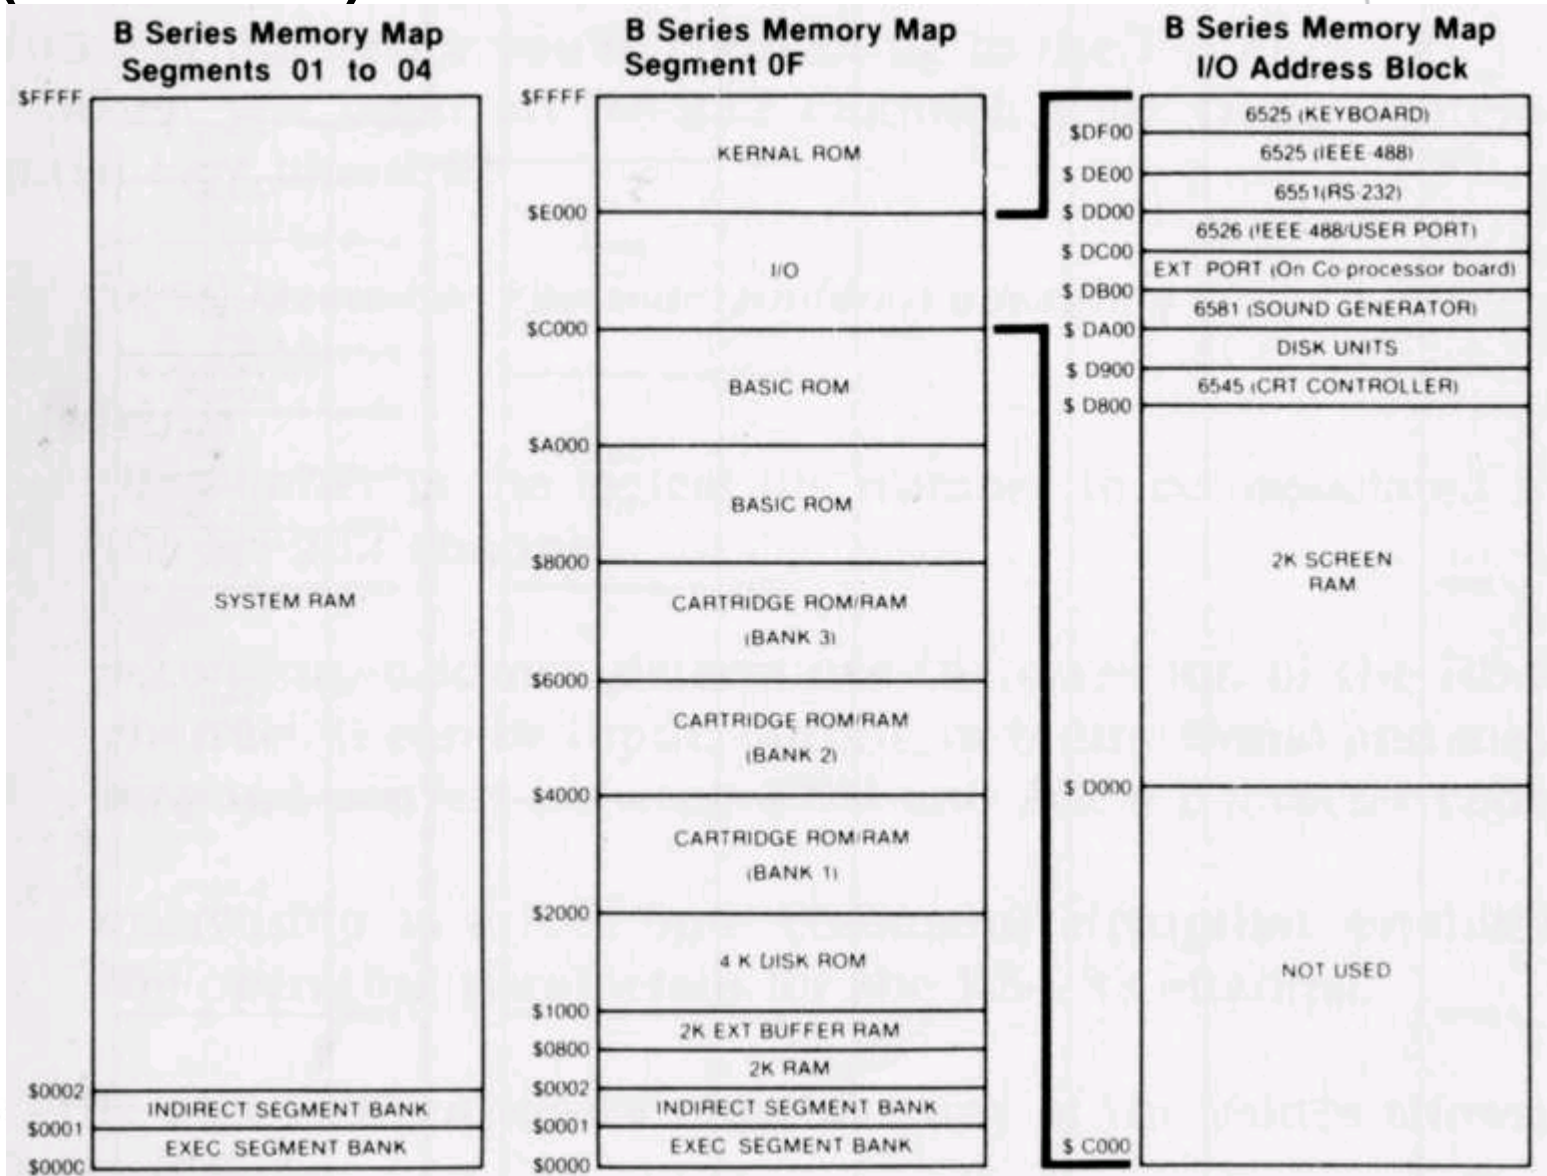 B Series Memory Map
Segments 01 to 04
$FFFF
SYSTEM RAM
$0002
INDIRECT SEGMENT BANK
$0001
EXEC SEGMENT BANK
$0000
B Series Memory Map
Segment 0F
$FFFF
KERNAL ROM
$E000
I/O
$C000
BASIC ROM
$A000
BASIC ROM
$8000
CARTRIDGE ROM/RAM
(BANK 3)
$6000
CARTRIDGE ROM/RAM
(BANK 2)
$4000
CARTRIDGE ROM/RAM
(BANK 1)
$2000
4 K DISK ROM
$1000
2K EXT BUFFER RAM
$0800
2K RAM
$0002
INDIRECT SEGMENT BANK
$0001
EXEC SEGMENT BANK
$0000
B Series Memory Map
I/O Address Block
6525 (KEYBOARD)
$DF00
6525 (IEEE-488)
$ DE00
6551(RS-232)
$ DD00
6526 (IEEE-488/USER PORT)
$ DC00
EXT PORT (On Co-processor board)
$ DB00
6581 (SOUND GENERATOR)
$ DA00
DISK UNITS
$ D900
6545 (CRT CONTROLLER)
$ D800
2K SCREEN
RAM
$ D000
NOT USED
$ C000